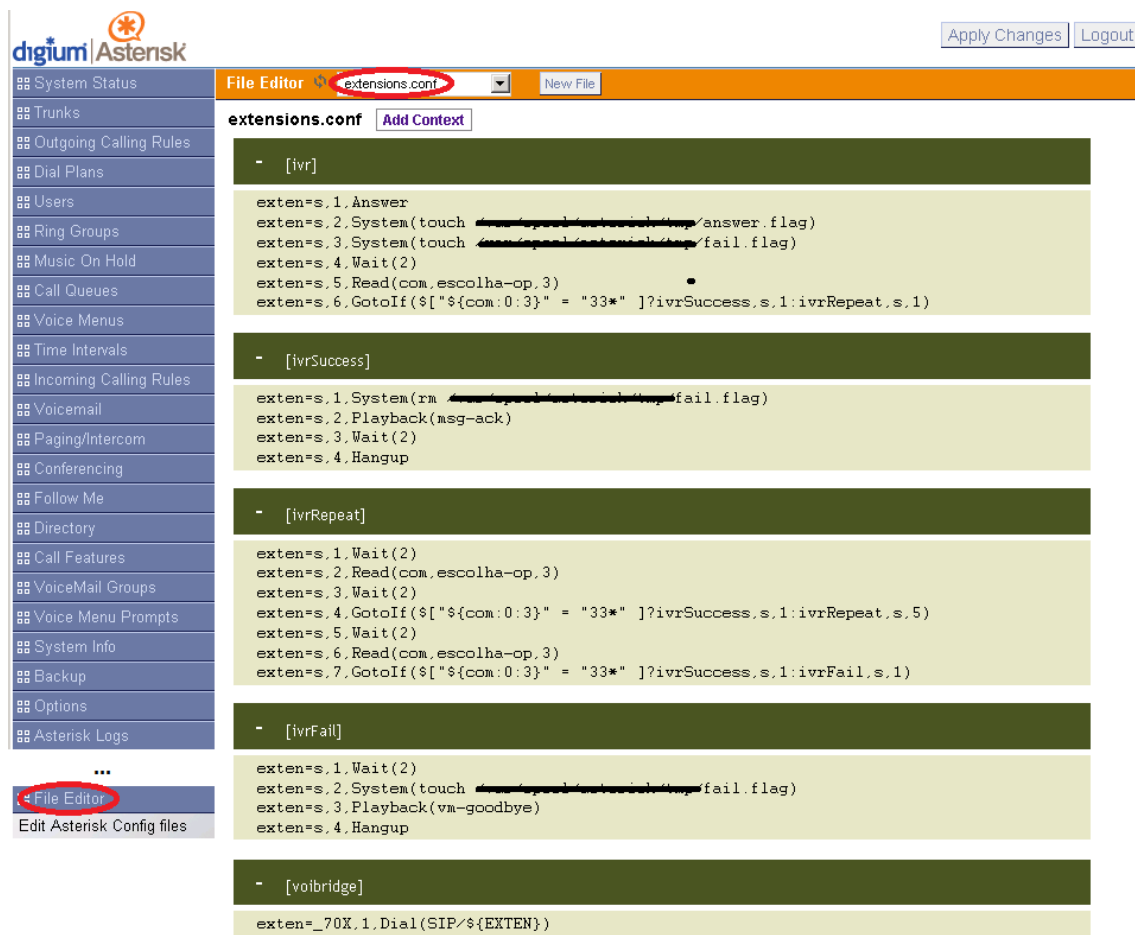 digium Asterisk
Apply Changes Logout
System Status
Trunks
Outgoing Calling Rules
Dial Plans
Users
Ring Groups
Music On Hold
Call Queues
Voice Menus
Time Intervals
Incoming Calling Rules
Voicemail
Paging/Intercom
Conferencing
Follow Me
Directory
Call Features
VoiceMail Groups
Voice Menu Prompts
System Info
Backup
Options
Asterisk Logs
...
File Editor
Edit Asterisk Config files
File Editor extensions.conf New File
extensions.conf Add Context
- [ivr]
exten=s,1,Answer
exten=s,2,System(touch /answer.flag)
exten=s,3,System(touch /fail.flag)
exten=s,4,Wait(2)
exten=s,5,Read(com,escolha-op,3)
exten=s,6,GotoIf($["${com:0:3}" = "33*" ]?ivrSuccess,s,1:ivrRepeat,s,1)
- [ivrSuccess]
exten=s,1,System(rm fail.flag)
exten=s,2,Playback(msg-ack)
exten=s,3,Wait(2)
exten=s,4,Hangup
- [ivrRepeat]
exten=s,1,Wait(2)
exten=s,2,Read(com,escolha-op,3)
exten=s,3,Wait(2)
exten=s,4,GotoIf($["${com:0:3}" = "33*" ]?ivrSuccess,s,1:ivrRepeat,s,5)
exten=s,5,Wait(2)
exten=s,6,Read(com,escolha-op,3)
exten=s,7,GotoIf($["${com:0:3}" = "33*" ]?ivrSuccess,s,1:ivrFail,s,1)
- [ivrFail]
exten=s,1,Wait(2)
exten=s,2,System(touch fail.flag)
exten=s,3,Playback(vm-goodbye)
exten=s,4,Hangup
- [voibridge]
exten=_70X,1,Dial(SIP/${EXTEN})